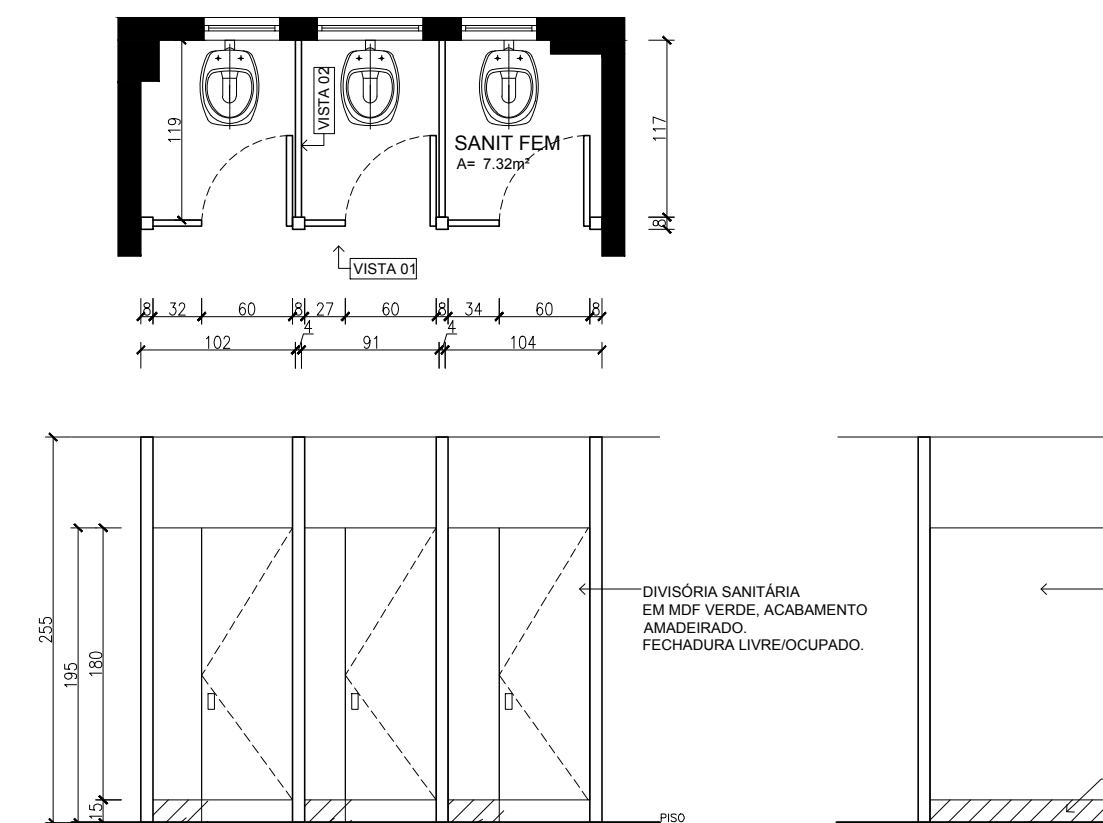 VISTA 02
119
SANIT FEM
A= 7.32m²
117
8
VISTA 01
8 32 60 8 27 60 8 34 60 8
4 4
102 91 104
255
195
180
15
DIVISÓRIA SANITÁRIA
EM MDF VERDE, ACABAMENTO
AMADEIRADO.
FECHADURA LIVRE/OCUPADO.
PISO